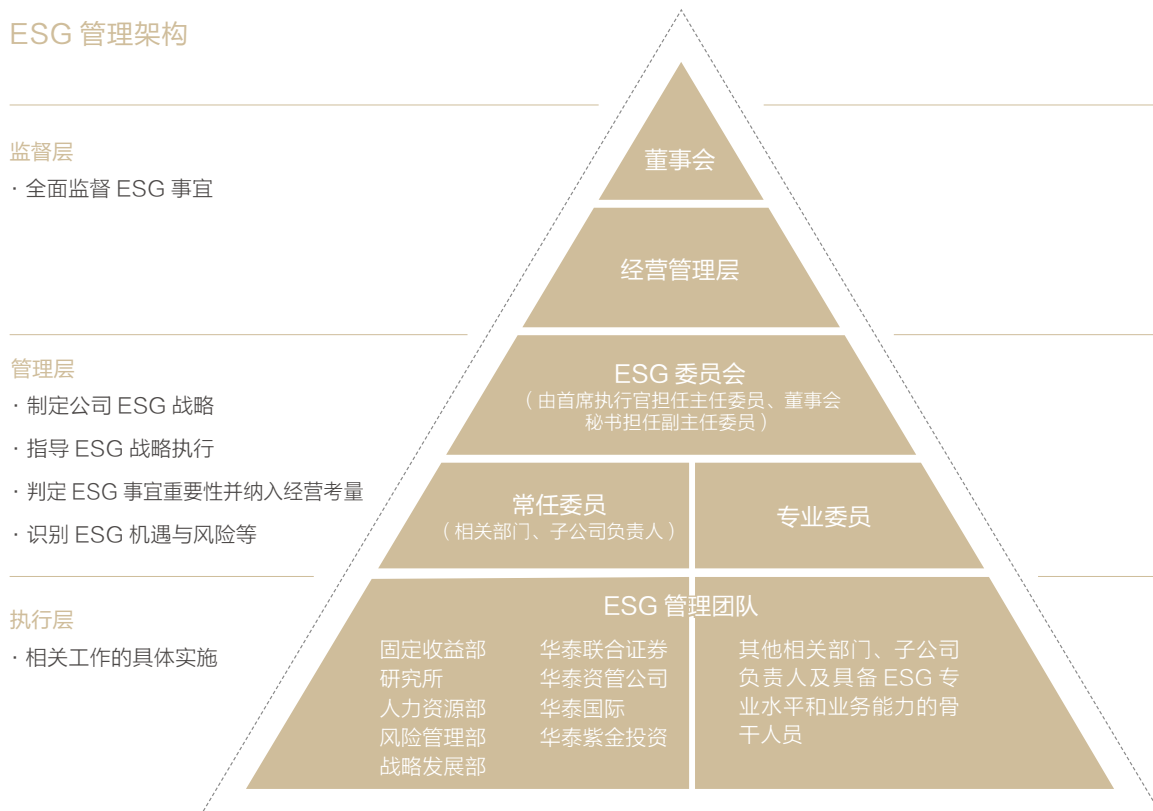 ESG 管理架构
监督层
· 全面监督 ESG 事宜
董事会
经营管理层
管理层
· 制定公司 ESG 战略
· 指导 ESG 战略执行
· 判定 ESG 事宜重要性并纳入经营考量
· 识别 ESG 机遇与风险等
ESG 委员会
（由首席执行官担任主任委员、董事会
秘书担任副主任委员）
常任委员
（相关部门、子公司负责人）
专业委员
执行层
· 相关工作的具体实施
ESG 管理团队
固定收益部
研究所
人力资源部
风险管理部
战略发展部
华泰联合证券
华泰资管公司
华泰国际
华泰紫金投资
其他相关部门、子公司
负责人及具备 ESG 专
业水平和业务能力的骨
干人员